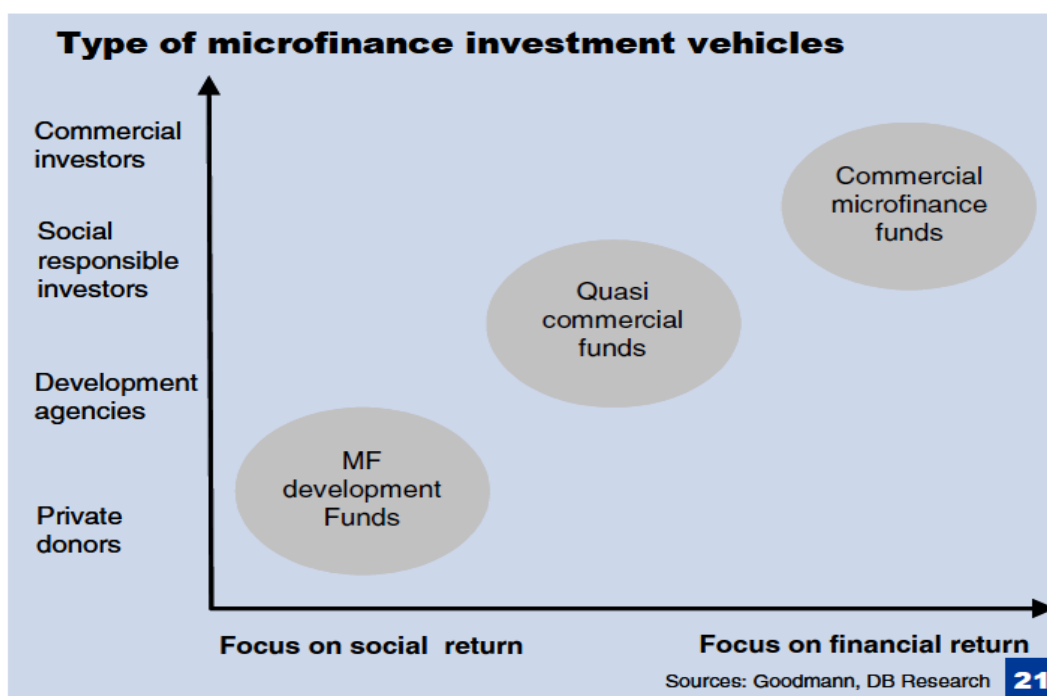 Type of microfinance investment vehicles
Commercial
investors
Social
responsible
investors
Development
agencies
Private
donors
Commercial
microfinance
funds
Quasi
commercial
funds
MF
development
Funds
Focus on social return
Focus on financial return
Sources: Goodmann, DB Research
21